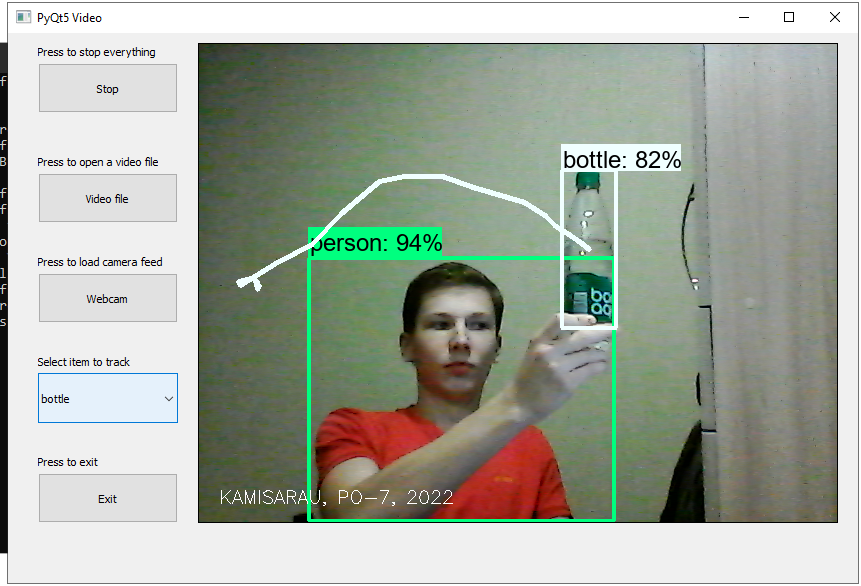 PyQt5 Video
Press to stop everything
Stop
Press to open a video file
Video file
Press to load camera feed
Webcam
Select item to track
bottle
Press to exit
Exit
bottle: 82%
person: 94%
KAMISARAU, PO-7, 2022